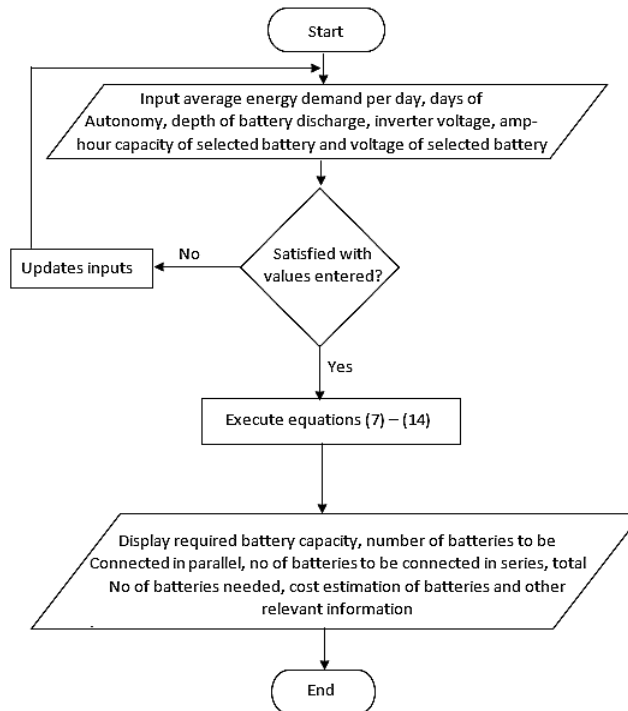 Start
Input average energy demand per day, days of
Autonomy, depth of battery discharge, inverter voltage, amp-
hour capacity of selected battery and voltage of selected battery
Satisfied with
values entered?
No
Updates inputs
Yes
Execute equations (7) – (14)
Display required battery capacity, number of batteries to be
Connected in parallel, no of batteries to be connected in series, total
No of batteries needed, cost estimation of batteries and other
relevant information
End